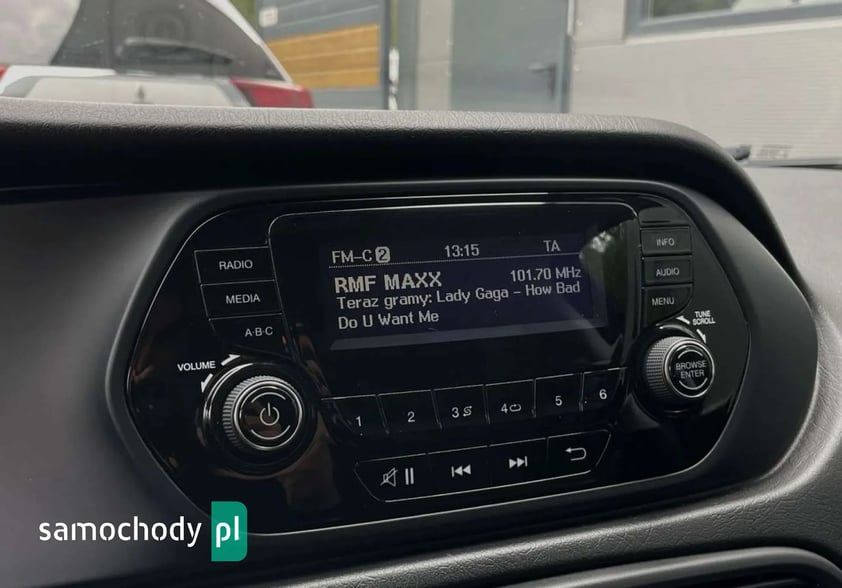 FM-C 2 13:15 TA
RMF MAXX 101.70 MHz
Teraz gramy: Lady Gaga - How Bad
Do U Want Me
RADIO
MEDIA
A·B·C
INFO
AUDIO
MENU
VOLUME
TUNE
SCROLL
BROWSE
ENTER
1 2 3 4 5 6
samochody pl